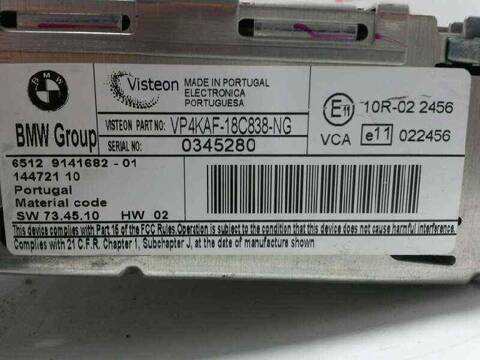 BMW
BMW Group
Visteon
MADE IN PORTUGAL
ELECTRONICA
PORTUGUESA
VISTEON PART NO: VP4KAF-18C838-NG
SERIAL NO: 0345280
E11 10R-02 2456
VCA e11 022456
6512 9141682 - 01
144721 10
Portugal
Material code
SW 73.45.10 HW 02
This device complies with Part 15 of the FCC Rules.Operation is subject to the condition that this device does not cause harmful interference
Complies with 21 C.F.R. Chapter 1, Subchapter J, at the date of manufacture shown